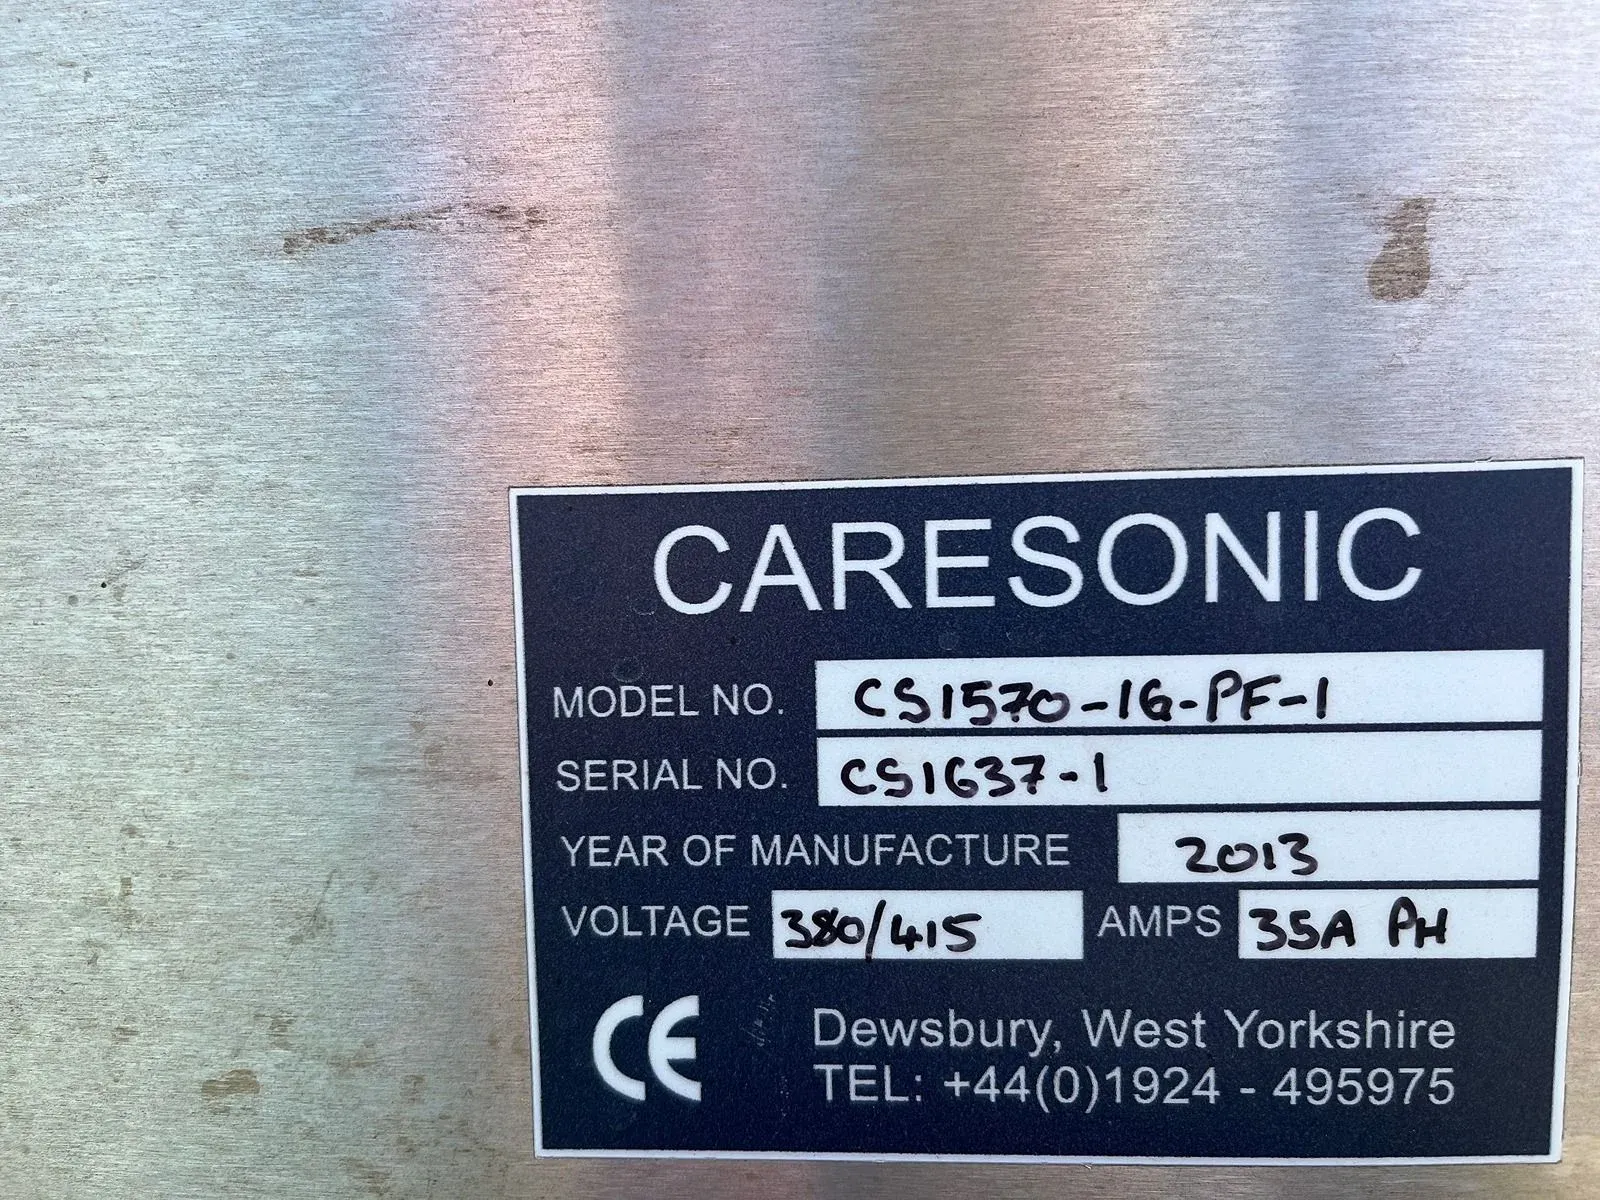 CARESONIC
MODEL NO. CS1570-16-PF-1
SERIAL NO. CS1637-1
YEAR OF MANUFACTURE 2013
VOLTAGE 380/415 AMPS 35A PH
CE Dewsbury, West Yorkshire
TEL: +44(0)1924 - 495975